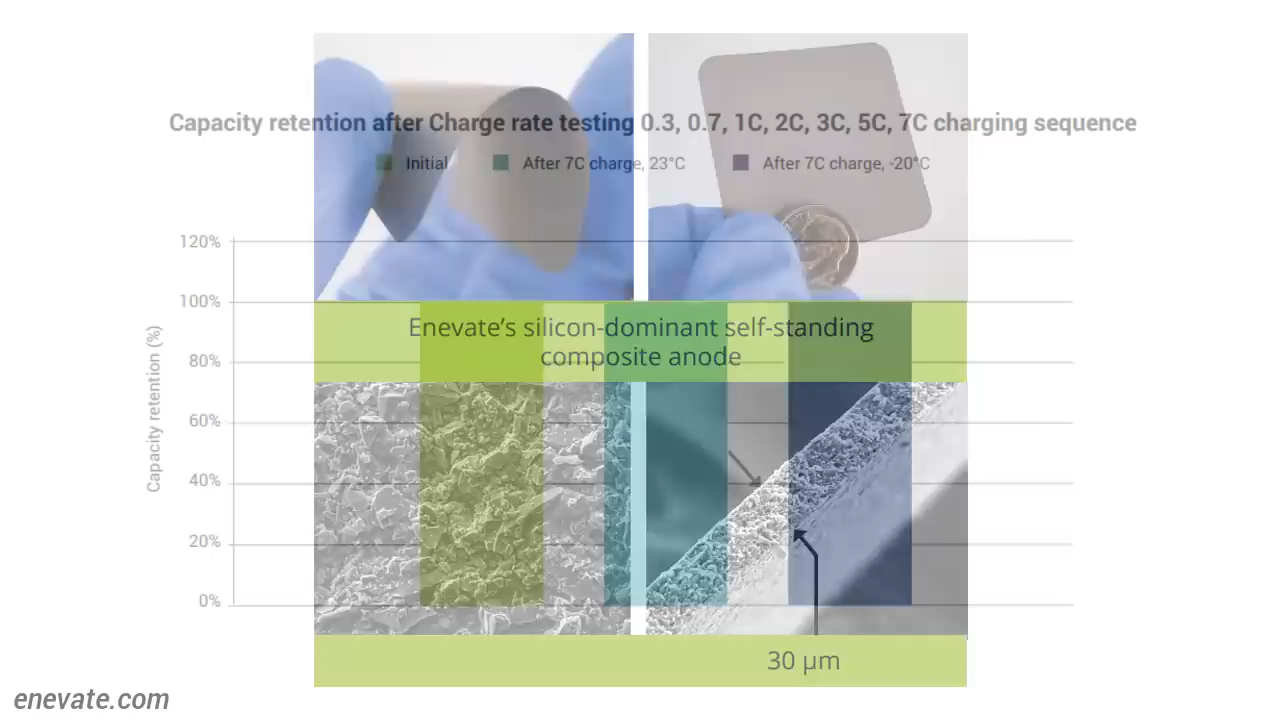 Capacity retention after Charge rate testing 0.3, 0.7, 1C, 2C, 3C, 5C, 7C charging sequence
Initial
After 7C charge, 23°C
After 7C charge, -20°C
Capacity retention (%)
120%
100%
80%
60%
40%
20%
0%
Enevate’s silicon-dominant self-standing
composite anode
30 µm
enevate.com